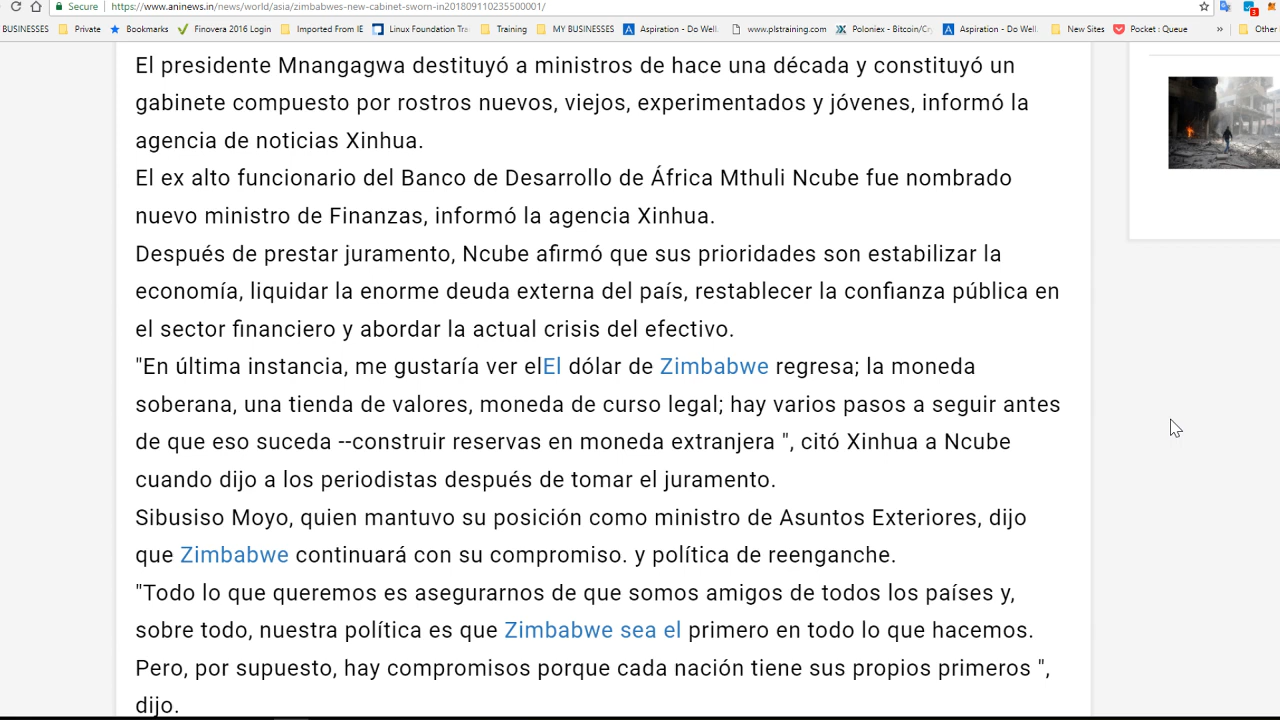 Secure https://www.aninews.in/news/world/asia/zimbabwes-new-cabinet-sworn-in201809110235500001/
BUSINESSES Private Bookmarks Finovera 2016 Login Imported From IE Linux Foundation Tra Training MY BUSINESSES Aspiration - Do Well. www.plstraining.com Poloniex - Bitcoin/Cry Aspiration - Do Well. New Sites Pocket : Queue » Other
El presidente Mnangagwa destituyó a ministros de hace una década y constituyó un
gabinete compuesto por rostros nuevos, viejos, experimentados y jóvenes, informó la
agencia de noticias Xinhua.
El ex alto funcionario del Banco de Desarrollo de África Mthuli Ncube fue nombrado
nuevo ministro de Finanzas, informó la agencia Xinhua.
Después de prestar juramento, Ncube afirmó que sus prioridades son estabilizar la
economía, liquidar la enorme deuda externa del país, restablecer la confianza pública en
el sector financiero y abordar la actual crisis del efectivo.
"En última instancia, me gustaría ver elEl dólar de Zimbabwe regresa; la moneda
soberana, una tienda de valores, moneda de curso legal; hay varios pasos a seguir antes
de que eso suceda --construir reservas en moneda extranjera ", citó Xinhua a Ncube
cuando dijo a los periodistas después de tomar el juramento.
Sibusiso Moyo, quien mantuvo su posición como ministro de Asuntos Exteriores, dijo
que Zimbabwe continuará con su compromiso. y política de reenganche.
"Todo lo que queremos es asegurarnos de que somos amigos de todos los países y,
sobre todo, nuestra política es que Zimbabwe sea el primero en todo lo que hacemos.
Pero, por supuesto, hay compromisos porque cada nación tiene sus propios primeros ",
dijo.